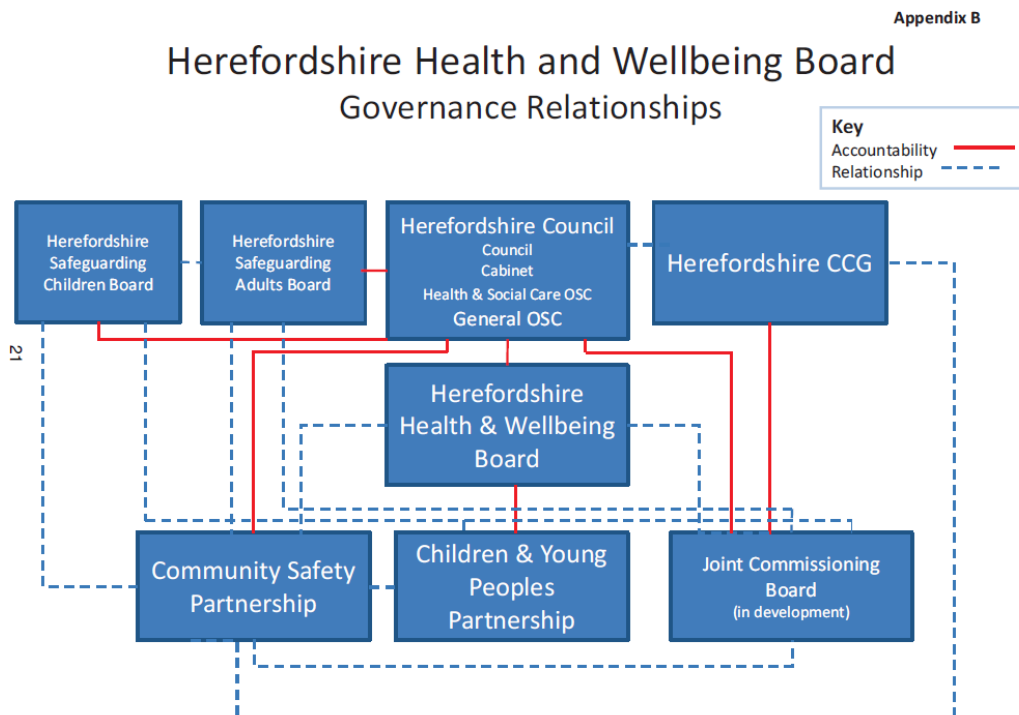 Appendix B
Herefordshire Health and Wellbeing Board
Governance Relationships
Key
Accountability
Relationship
Herefordshire
Safeguarding
Children Board
Herefordshire
Safeguarding
Adults Board
Herefordshire Council
Council
Cabinet
Health & Social Care OSC
General OSC
Herefordshire CCG
21
Herefordshire
Health & Wellbeing
Board
Community Safety
Partnership
Children & Young
Peoples
Partnership
Joint Commissioning
Board
(in development)